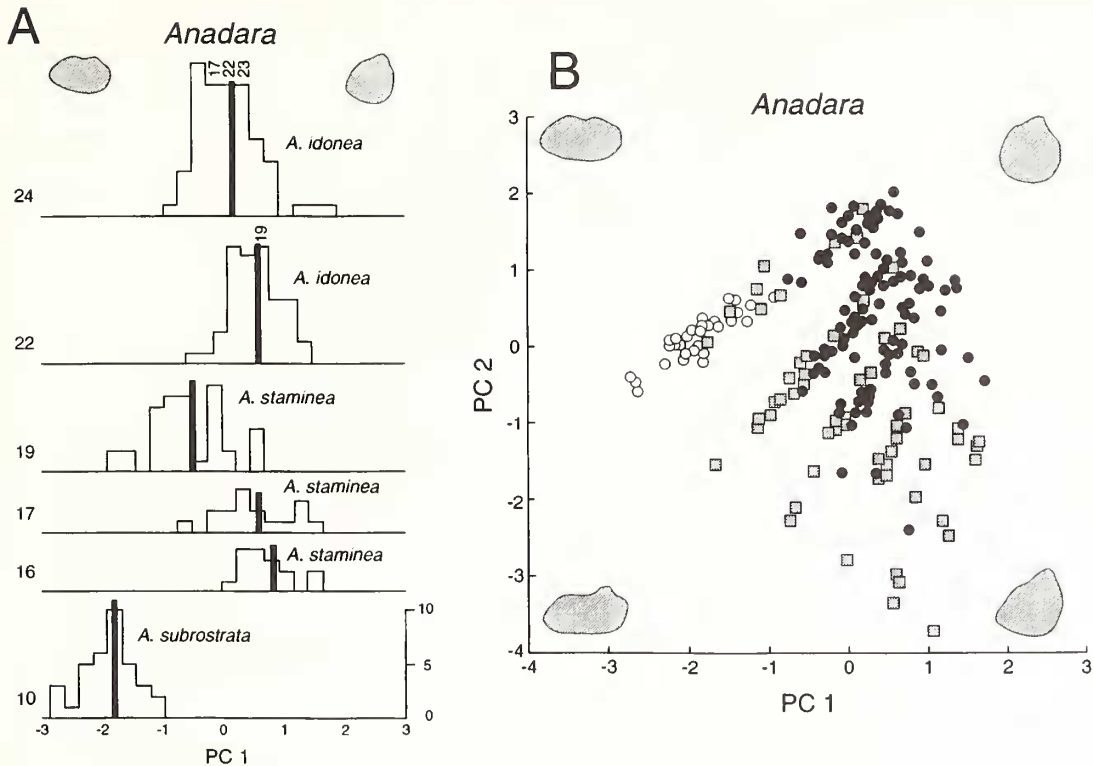 A
Anadara
17 22 23
A. idonea
24
19
A. idonea
22
A. staminea
19
A. staminea
17
A. staminea
16
A. subrostrata
10
10
5
0
-3 -2 -1 0 1 2 3
PC 1
B
Anadara
3
2
1
0
-1
-2
-3
-4
PC 2
-4 -3 -2 -1 0 1 2 3
PC 1